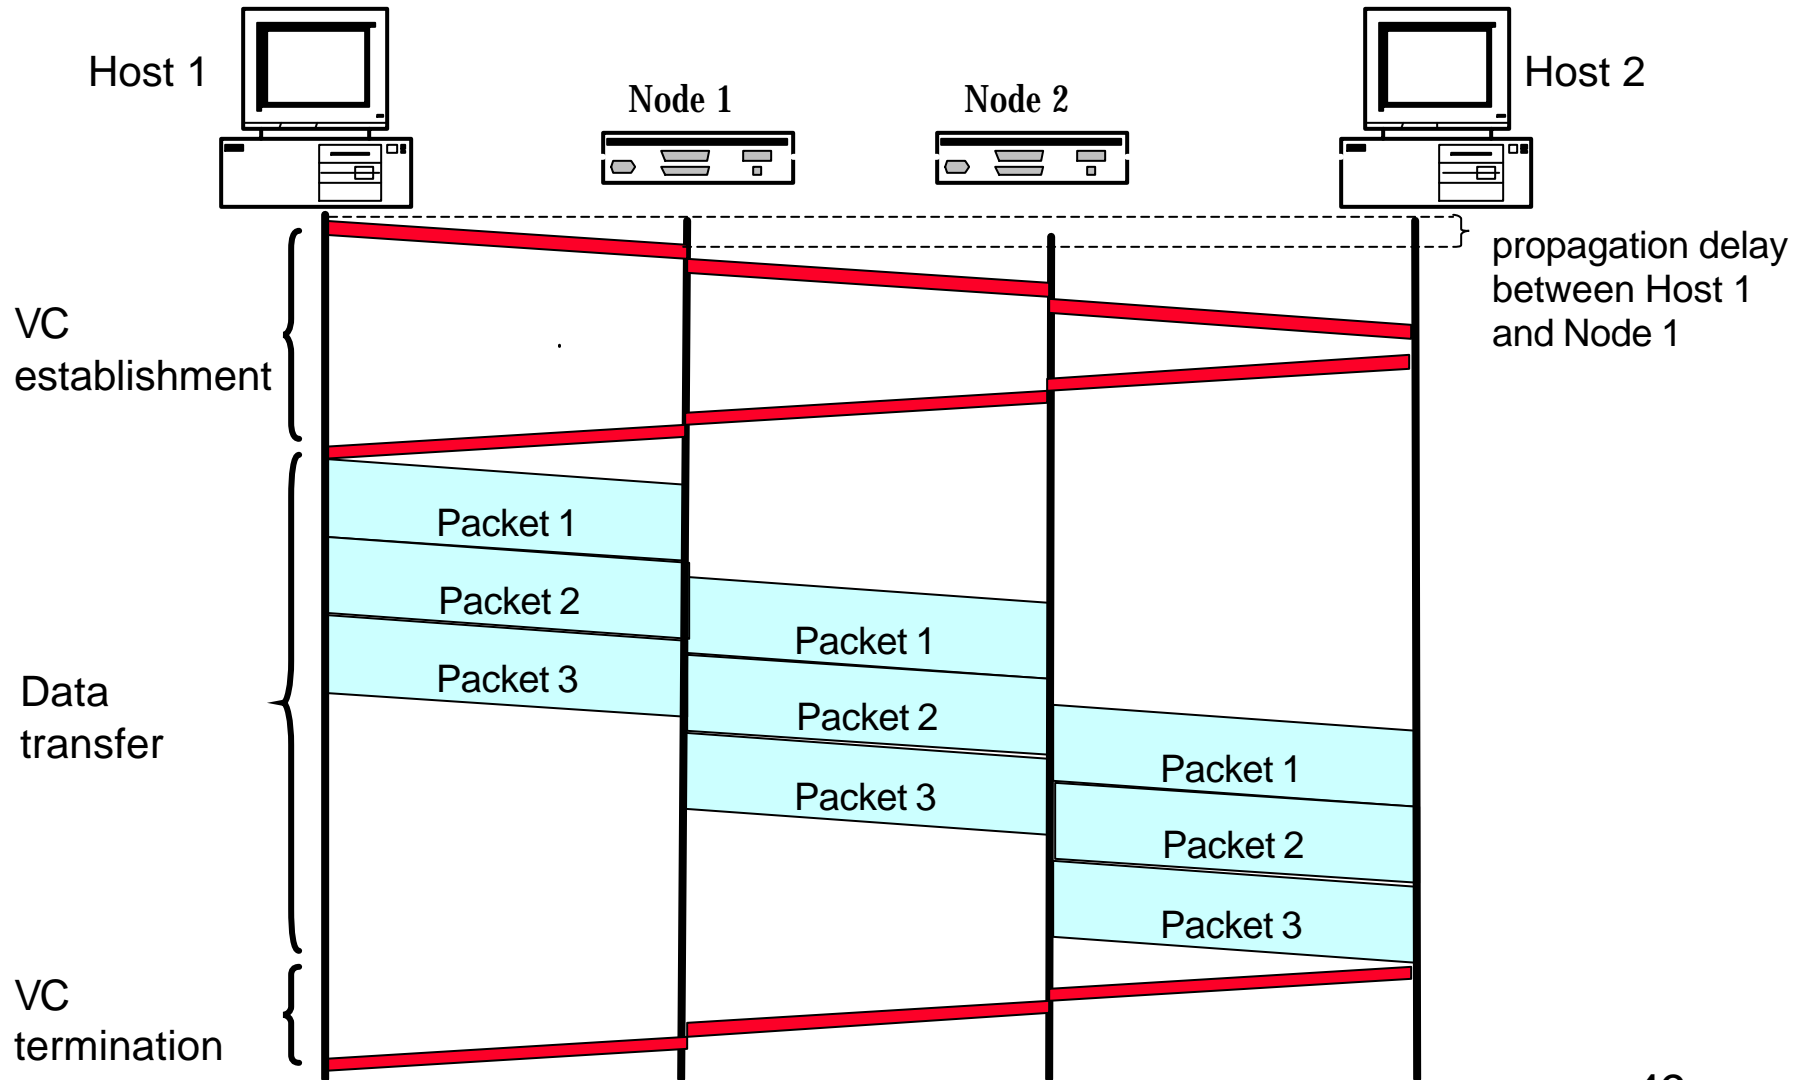 Host 1
Node 1
Node 2
Host 2
propagation delay
between Host 1
and Node 1
VC
establishment
Packet 1
Packet 2
Packet 3
Packet 1
Packet 2
Packet 3
Data
transfer
Packet 1
Packet 2
Packet 3
VC
termination